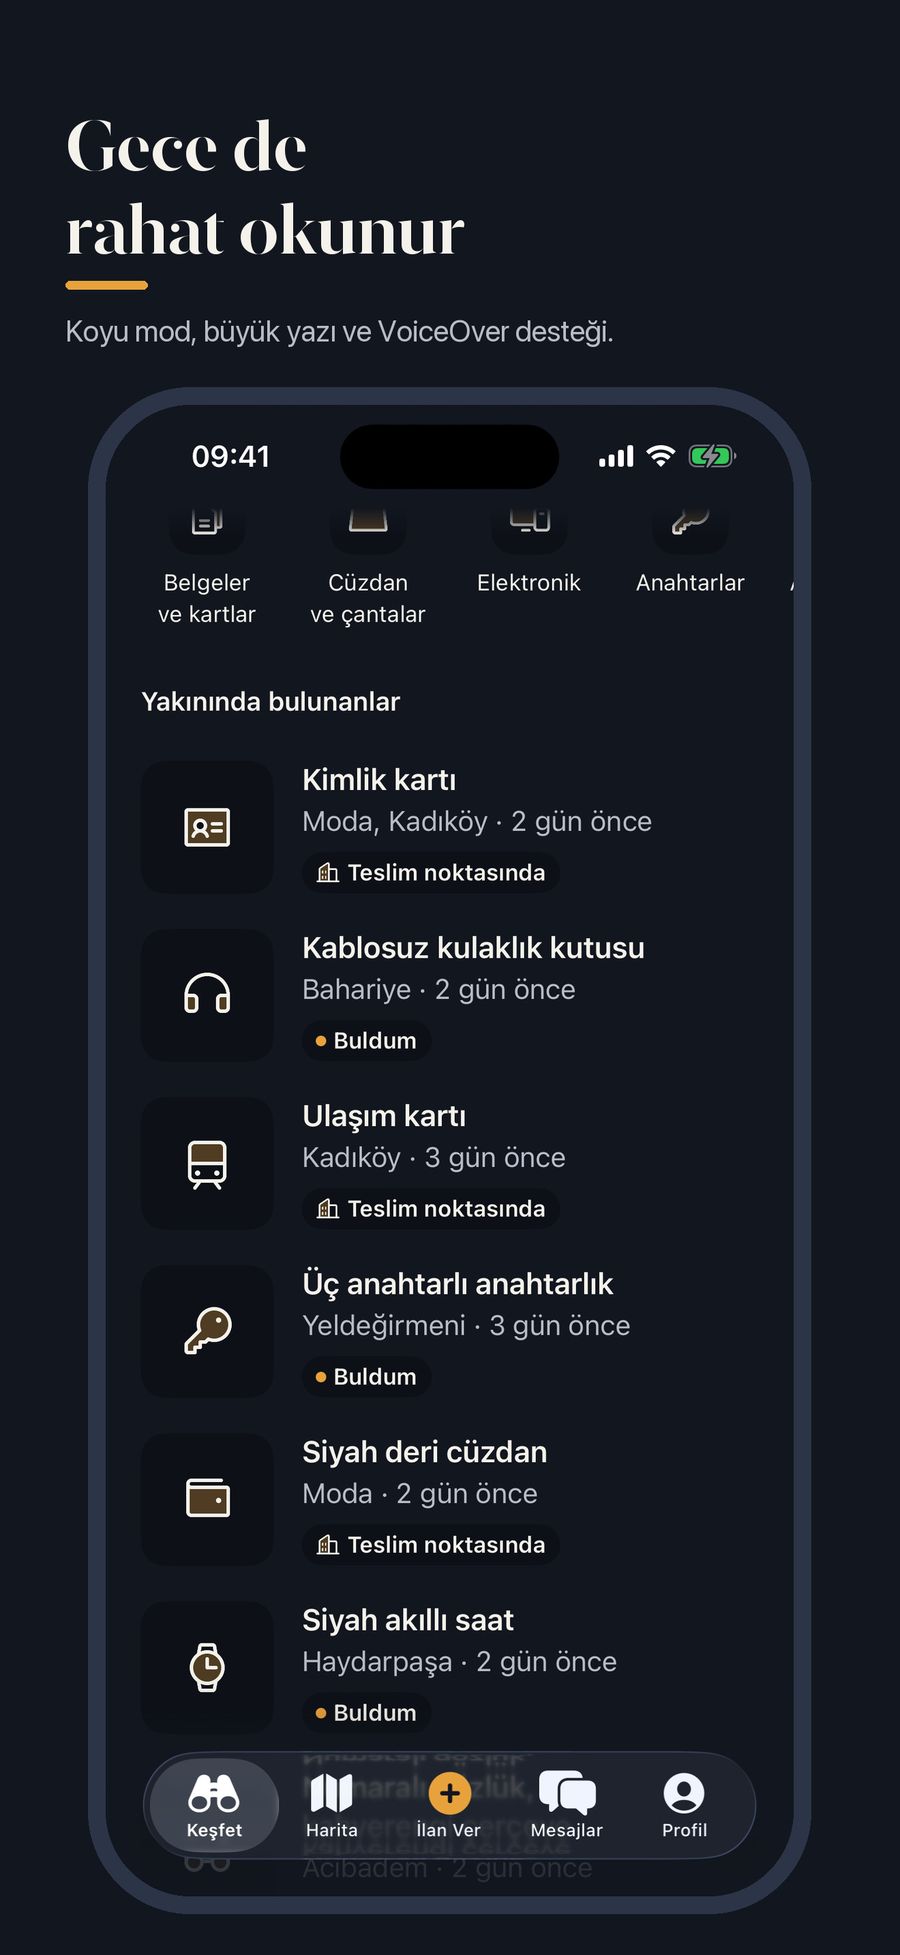 Gece de
rahat okunur
Koyu mod, büyük yazı ve VoiceOver desteği.
09:41
Belgeler
ve kartlar
Cüzdan
ve çantalar
Elektronik
Anahtarlar
Yakınında bulunanlar
Kimlik kartı
Moda, Kadıköy · 2 gün önce
Teslim noktasında
Kablosuz kulaklık kutusu
Bahariye · 2 gün önce
Buldum
Ulaşım kartı
Kadıköy · 3 gün önce
Teslim noktasında
Üç anahtarlı anahtarlık
Yeldeğirmeni · 3 gün önce
Buldum
Siyah deri cüzdan
Moda · 2 gün önce
Teslim noktasında
Siyah akıllı saat
Haydarpaşa · 2 gün önce
Buldum
Keşfet
Harita
İlan Ver
Mesajlar
Profil
Acıbadem · 2 gün önce